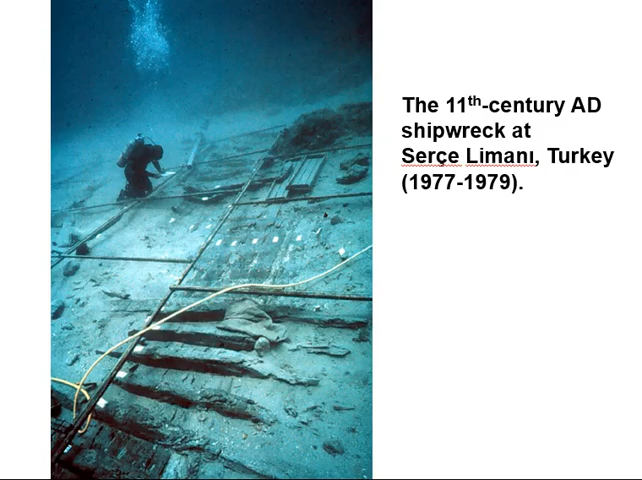 The 11th-century AD
shipwreck at
Serçe Limanı, Turkey
(1977-1979).